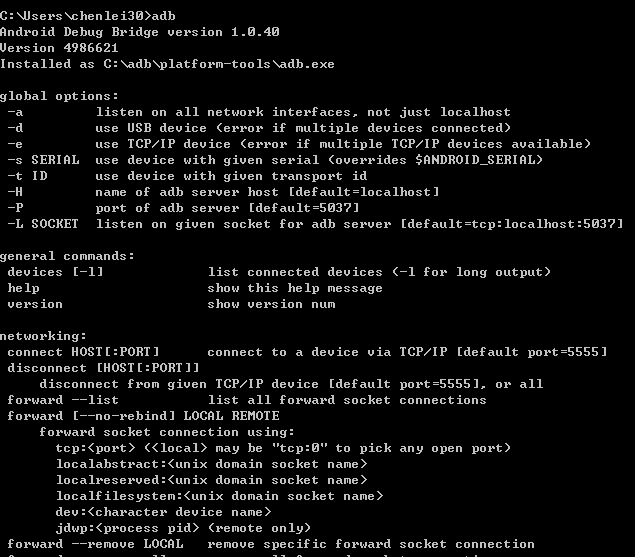 C:\Users\chenlei30>adb
Android Debug Bridge version 1.0.40
Version 4986621
Installed as C:\adb\platform-tools\adb.exe
global options:
-a listen on all network interfaces, not just localhost
-d use USB device (error if multiple devices connected)
-e use TCP/IP device (error if multiple TCP/IP devices available)
-s SERIAL use device with given serial (overrides $ANDROID_SERIAL)
-t ID use device with given transport id
-H name of adb server host [default=localhost]
-P port of adb server [default=5037]
-L SOCKET listen on given socket for adb server [default=tcp:localhost:5037]
general commands:
devices [-l] list connected devices (-l for long output)
help show this help message
version show version num
networking:
connect HOST[:PORT] connect to a device via TCP/IP [default port=5555]
disconnect [HOST[:PORT]]
disconnect from given TCP/IP device [default port=5555], or all
forward --list list all forward socket connections
forward [--no-rebind] LOCAL REMOTE
forward socket connection using:
tcp:<port> (<local> may be "tcp:0" to pick any open port)
localabstract:<unix domain socket name>
localreserved:<unix domain socket name>
localfilesystem:<unix domain socket name>
dev:<character device name>
jdwp:<process pid> (remote only)
forward --remove LOCAL remove specific forward socket connection